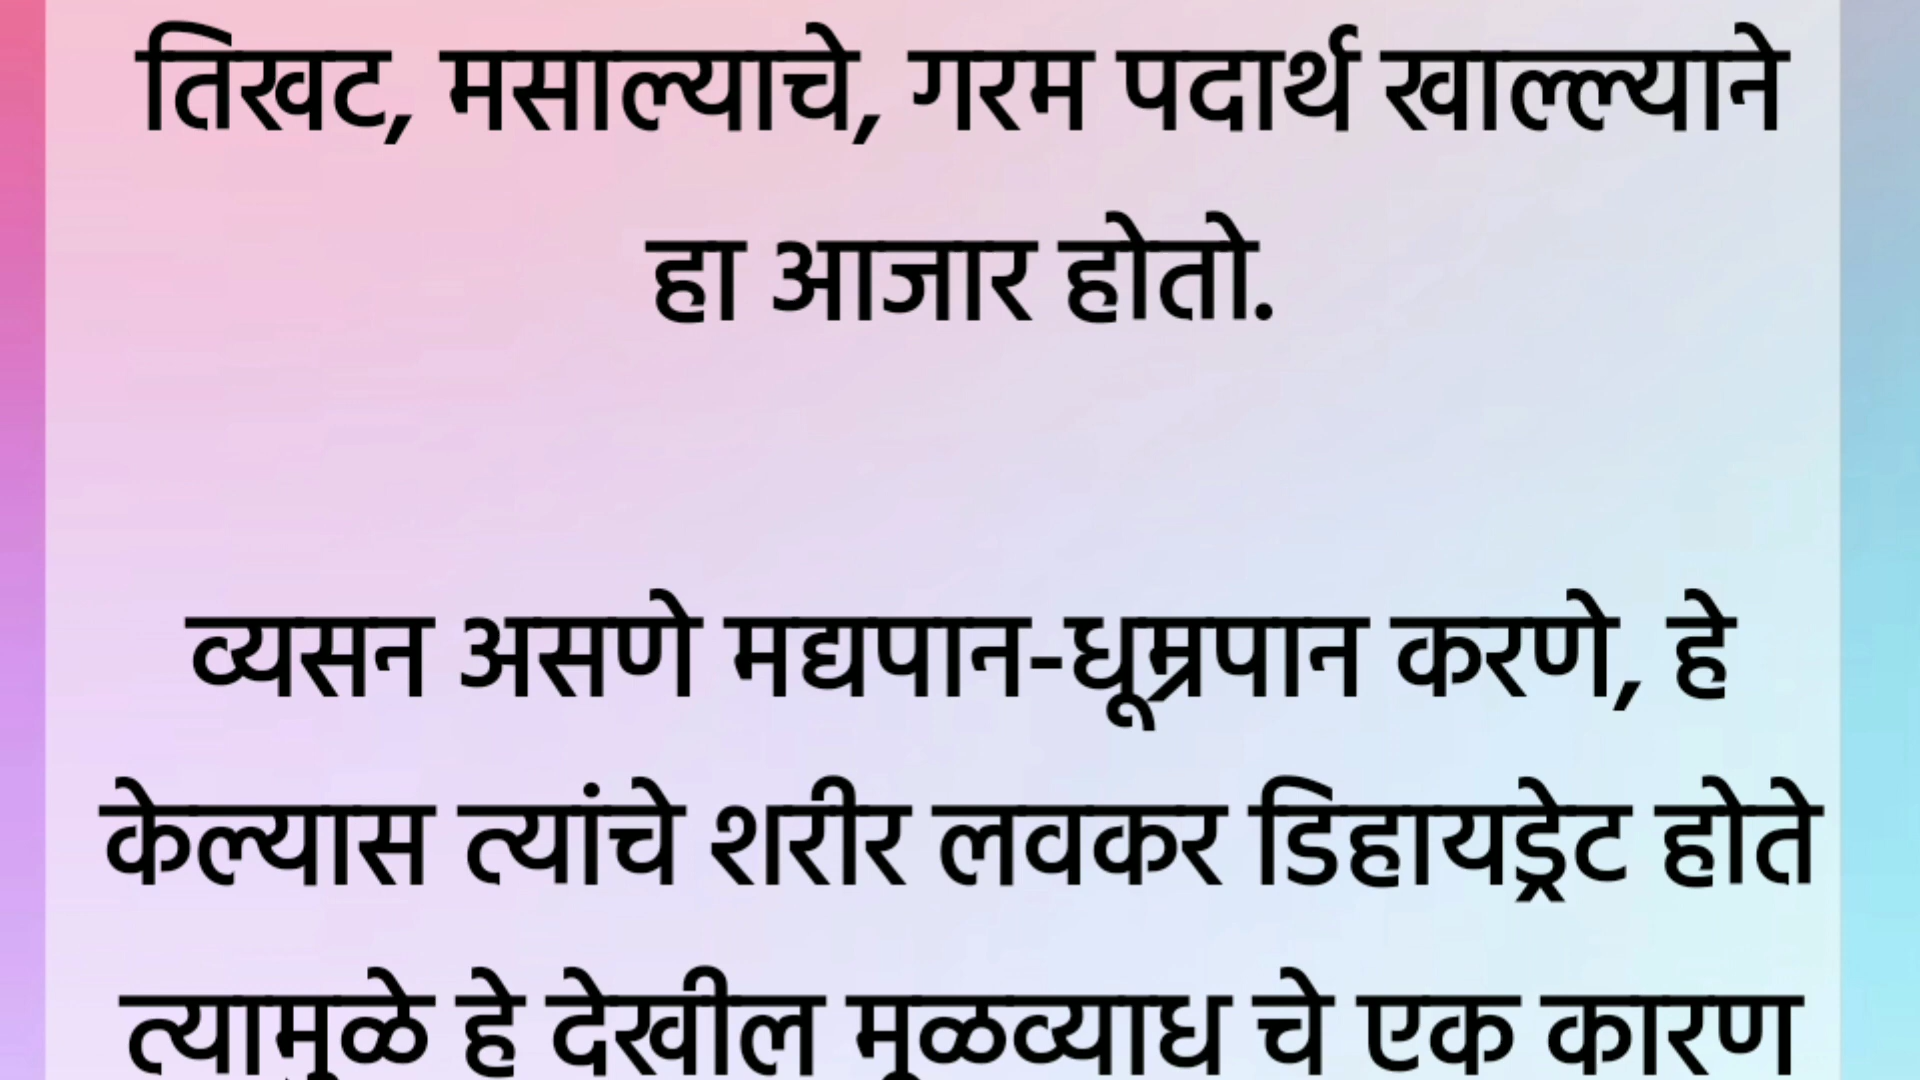 तिखट, मसाल्याचे, गरम पदार्थ खाल्ल्याने
हा आजार होतो.
व्यसन असणे मद्यपान-धूम्रपान करणे, हे
केल्यास त्यांचे शरीर लवकर डिहायड्रेट होते
त्यामुळे हे देखील मूळव्याध चे एक कारण